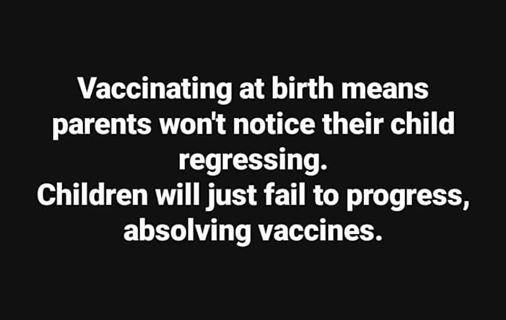 Vaccinating at birth means
parents won't notice their child
regressing.
Children will just fail to progress,
absolving vaccines.